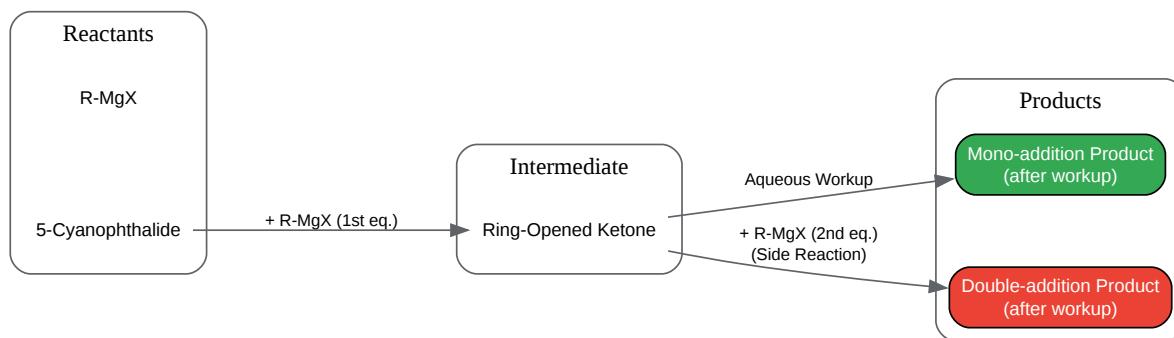 Reactants
R-MgX
5-Cyanophthalide
+ R-MgX (1st eq.)
Intermediate
Ring-Opened Ketone
Aqueous Workup
+ R-MgX (2nd eq.)
(Side Reaction)
Products
Mono-addition Product
(after workup)
Double-addition Product
(after workup)